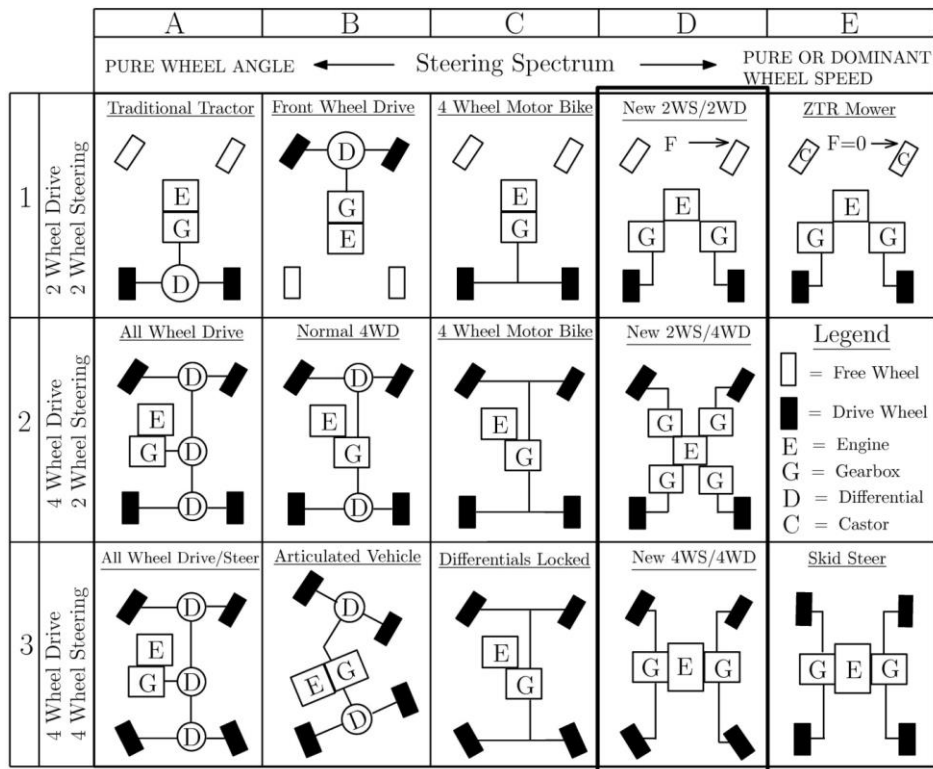 A B C D E
PURE WHEEL ANGLE Steering Spectrum PURE OR DOMINANT
WHEEL SPEED
1
2 Wheel Drive
2 Wheel Steering
Traditional Tractor
E
G
D
Front Wheel Drive
D
G
E
4 Wheel Motor Bike
E
G
New 2WS/2WD
F
E
G G
ZTR Mower
C F=0 C
E
G G
2
4 Wheel Drive
2 Wheel Steering
All Wheel Drive
D
E
G D
D
Normal 4WD
D
E
G
D
4 Wheel Motor Bike
E
G
New 2WS/4WD
G G
E
G G
Legend
= Free Wheel
= Drive Wheel
E = Engine
G = Gearbox
D = Differential
C = Castor
3
4 Wheel Drive
4 Wheel Steering
All Wheel Drive/Steer
D
E
G D
D
Articulated Vehicle
D
E G
D
Differentials Locked
E
G
New 4WS/4WD
G E G
Skid Steer
G E G